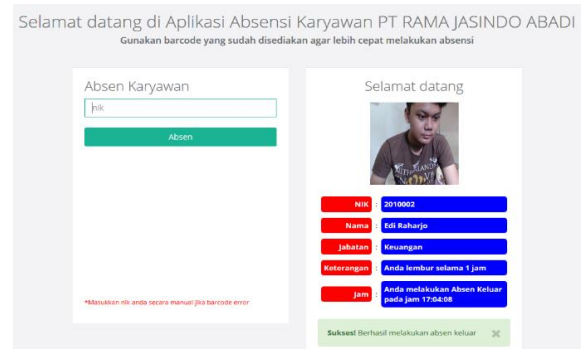 Selamat datang di Aplikasi Absensi Karyawan PT RAMA JASINDO ABADI
Gunakan barcode yang sudah disediakan agar lebih cepat melakukan absensi
Absen Karyawan
nik
Absen
*Masukkan nik anda secara manual jika barcode error
Selamat datang
NIK : 2010002
Nama : Edi Raharjo
Jabatan : Keuangan
Keterangan : Anda lembur selama 1 jam
Jam : Anda melakukan Absen Keluar
pada jam 17:04:08
Sukses! Berhasil melakukan absen keluar ×